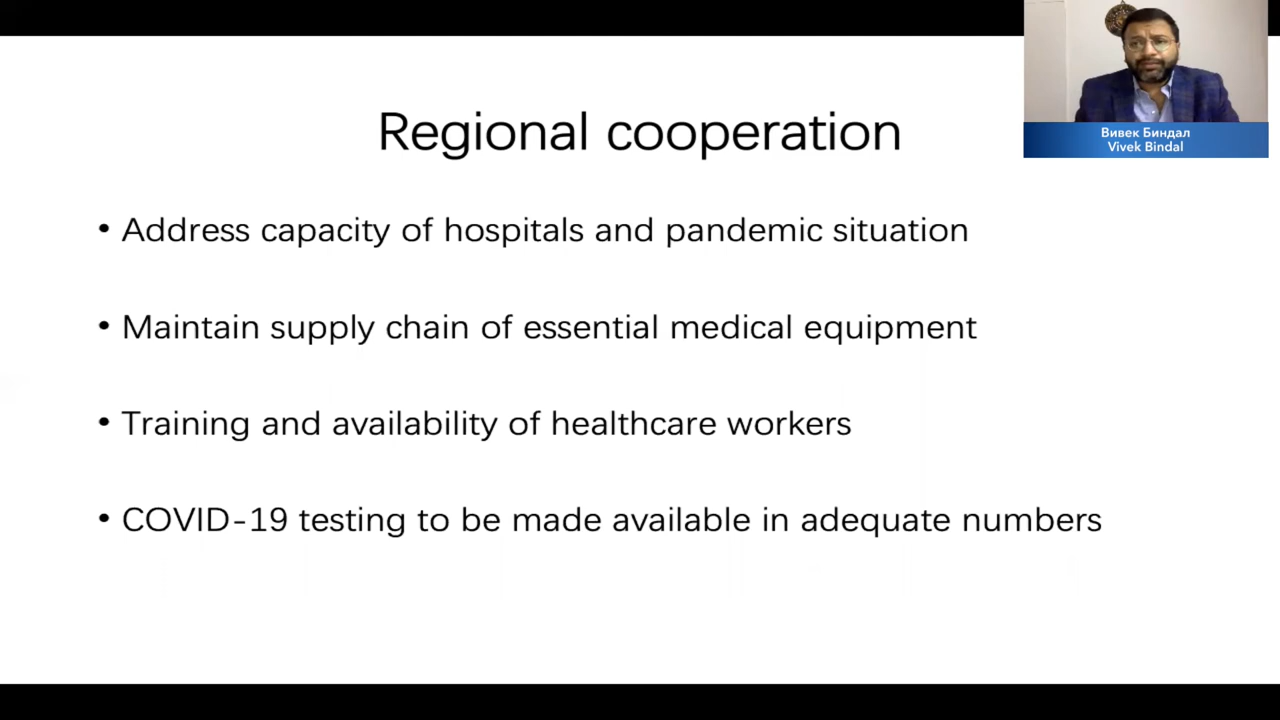 Regional cooperation
Вивек Биндал
Vivek Bindal
• Address capacity of hospitals and pandemic situation
• Maintain supply chain of essential medical equipment
• Training and availability of healthcare workers
• COVID-19 testing to be made available in adequate numbers